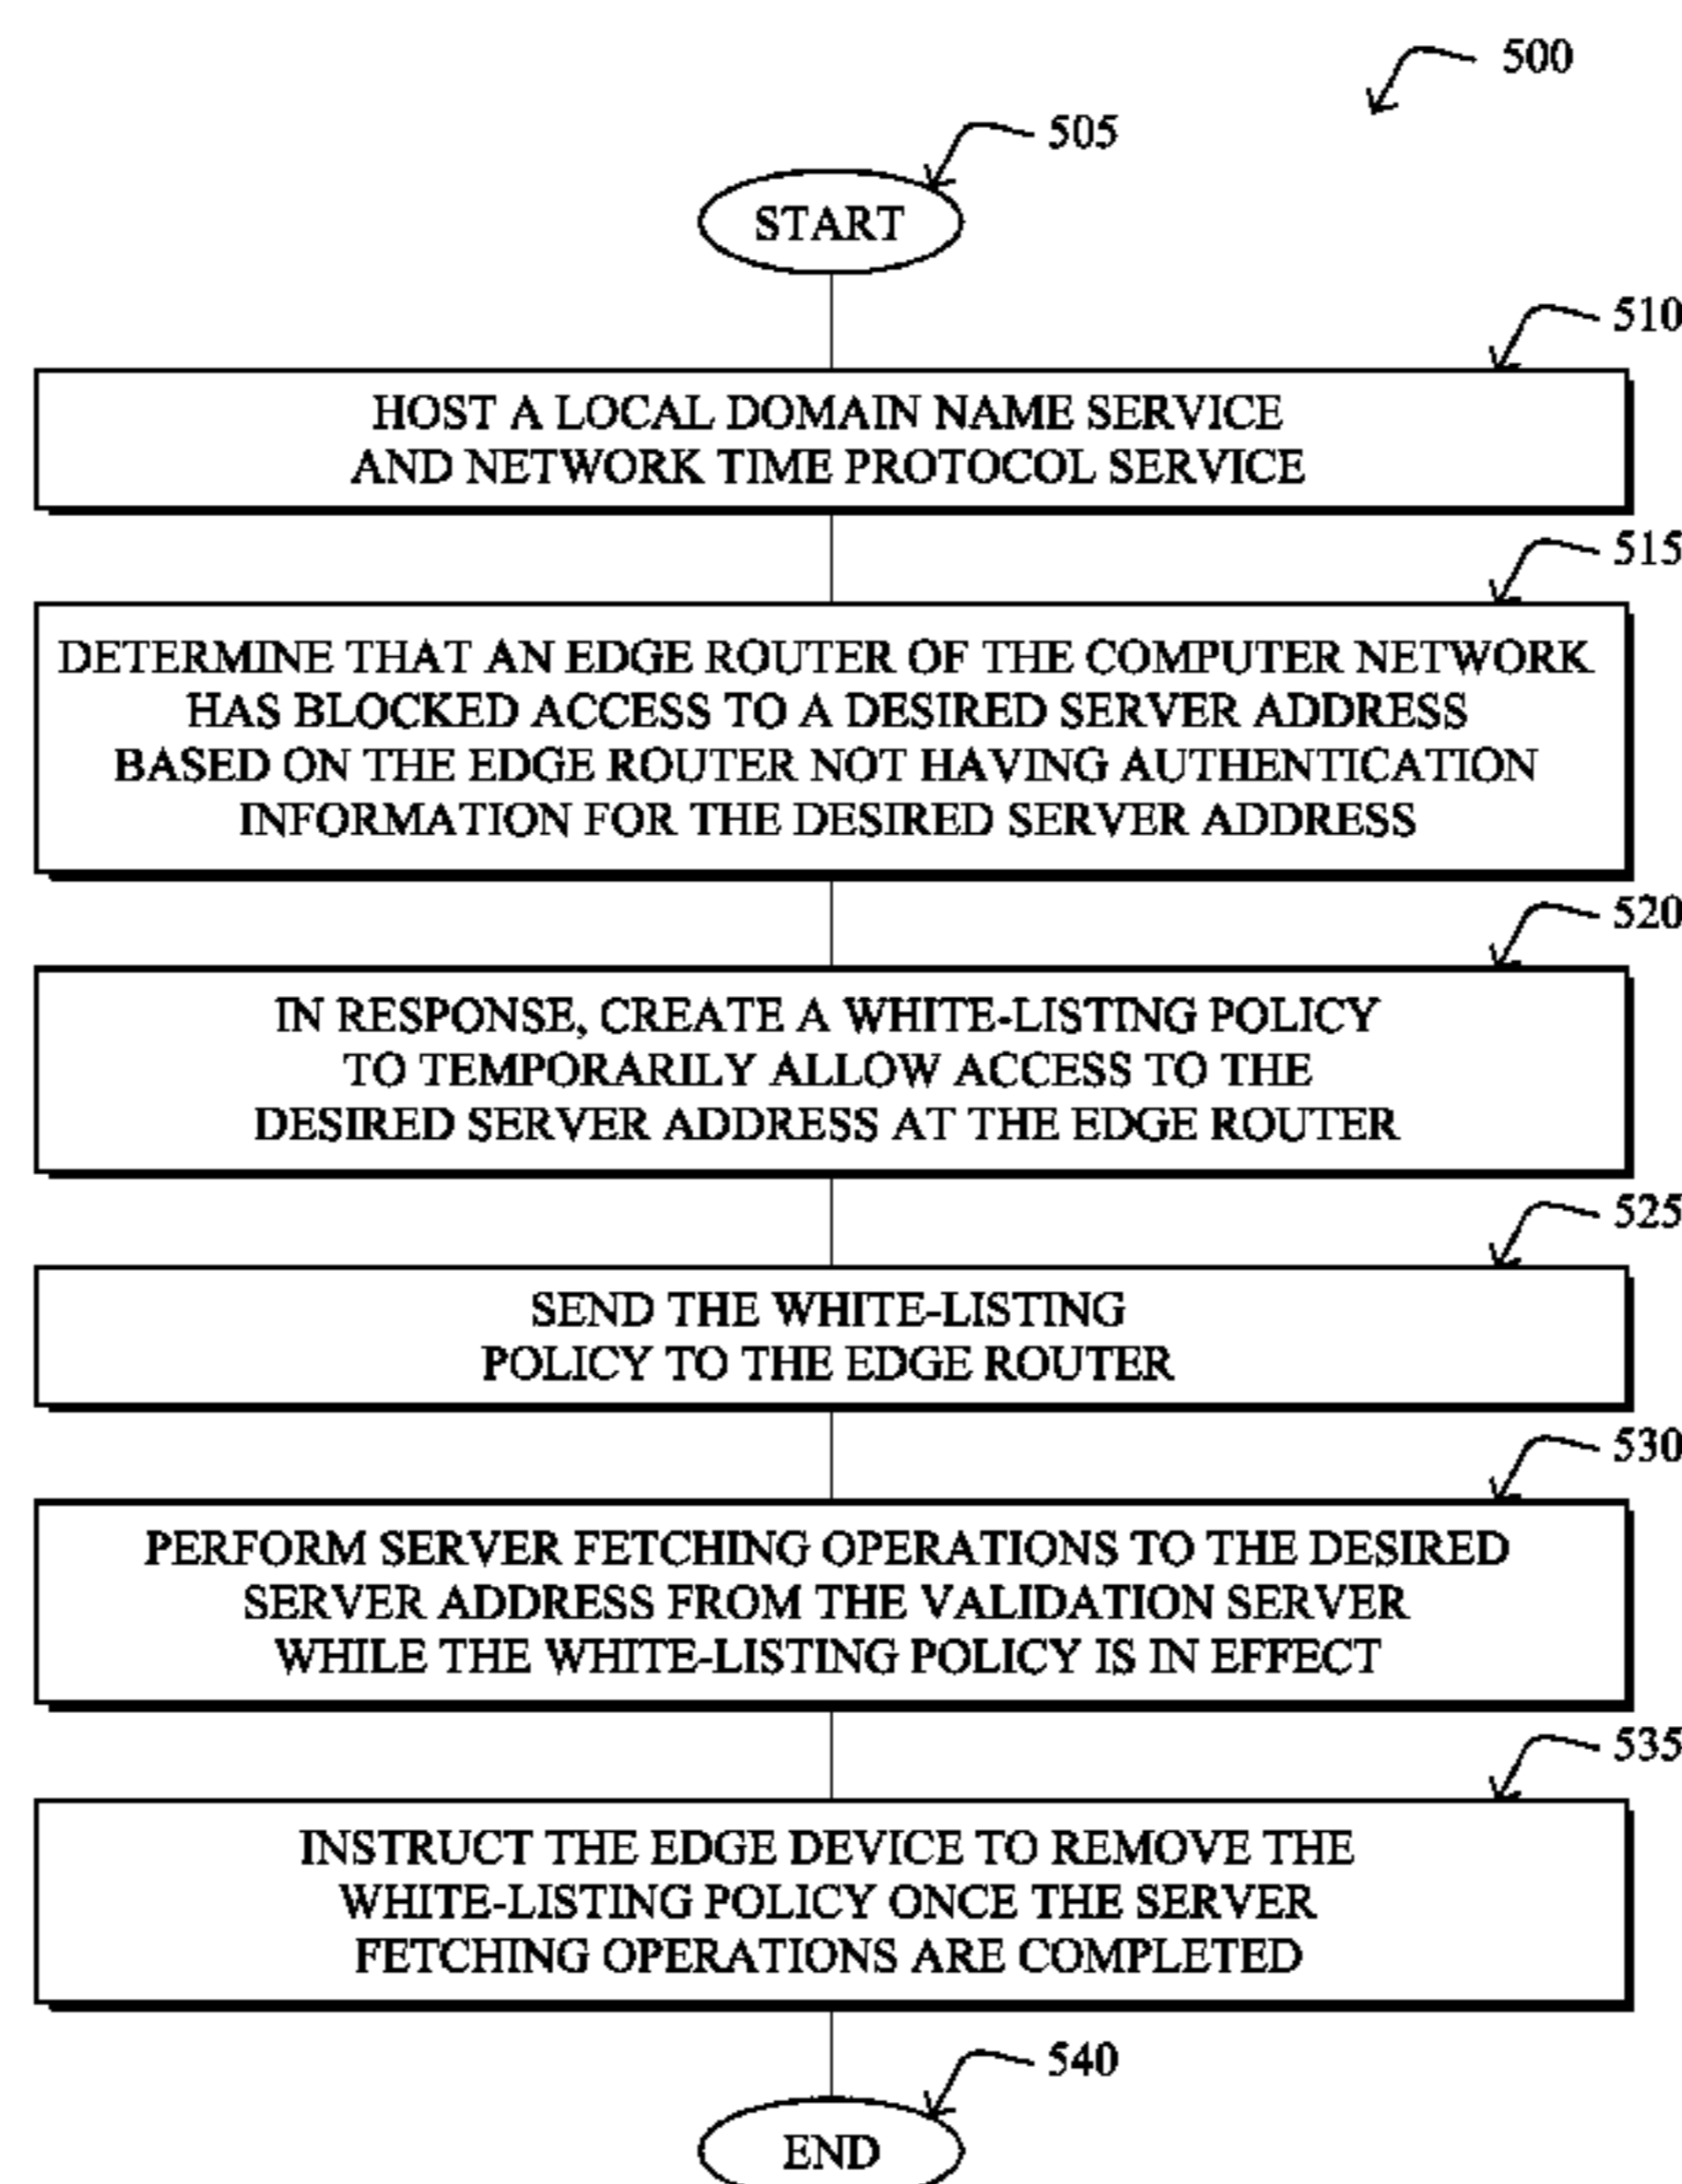 500
505
START
510
HOST A LOCAL DOMAIN NAME SERVICE
AND NETWORK TIME PROTOCOL SERVICE
515
DETERMINE THAT AN EDGE ROUTER OF THE COMPUTER NETWORK
HAS BLOCKED ACCESS TO A DESIRED SERVER ADDRESS
BASED ON THE EDGE ROUTER NOT HAVING AUTHENTICATION
INFORMATION FOR THE DESIRED SERVER ADDRESS
520
IN RESPONSE, CREATE A WHITE-LISTING POLICY
TO TEMPORARILY ALLOW ACCESS TO THE
DESIRED SERVER ADDRESS AT THE EDGE ROUTER
525
SEND THE WHITE-LISTING
POLICY TO THE EDGE ROUTER
530
PERFORM SERVER FETCHING OPERATIONS TO THE DESIRED
SERVER ADDRESS FROM THE VALIDATION SERVER
WHILE THE WHITE-LISTING POLICY IS IN EFFECT
535
INSTRUCT THE EDGE DEVICE TO REMOVE THE
WHITE-LISTING POLICY ONCE THE SERVER
FETCHING OPERATIONS ARE COMPLETED
540
END